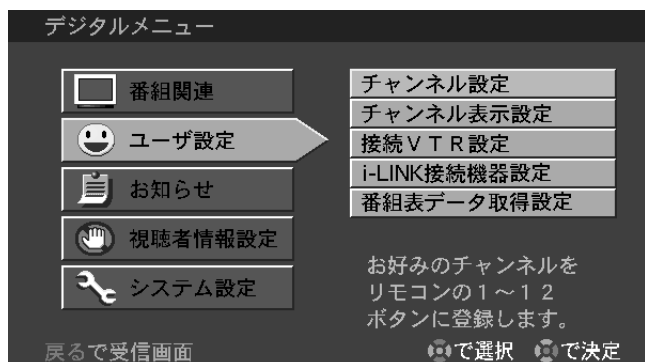 デジタルメニュー
番組関連
ユーザ設定
お知らせ
視聴者情報設定
システム設定
チャンネル設定
チャンネル表示設定
接続VTR設定
i-LINK接続機器設定
番組表データ取得設定
お好みのチャンネルを
リモコンの1～12
ボタンに登録します。
戻るで受信画面
で選択 で決定